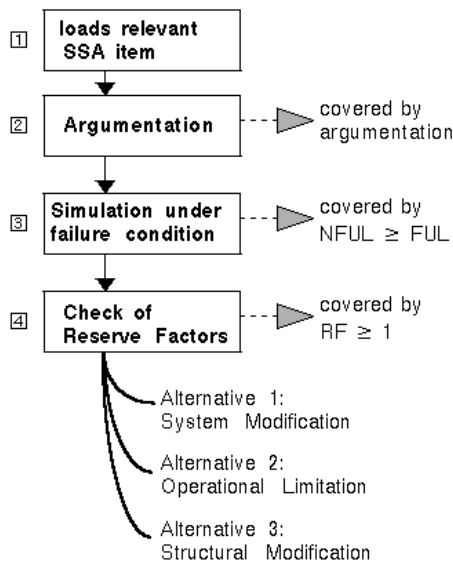 1
loads relevant
SSA item
2
Argumentation
covered by
argumentation
3
Simulation under
failure condition
covered by
NFUL ≥ FUL
4
Check of
Reserve Factors
covered by
RF ≥ 1
Alternative 1:
System Modification
Alternative 2:
Operational Limitation
Alternative 3:
Structural Modification